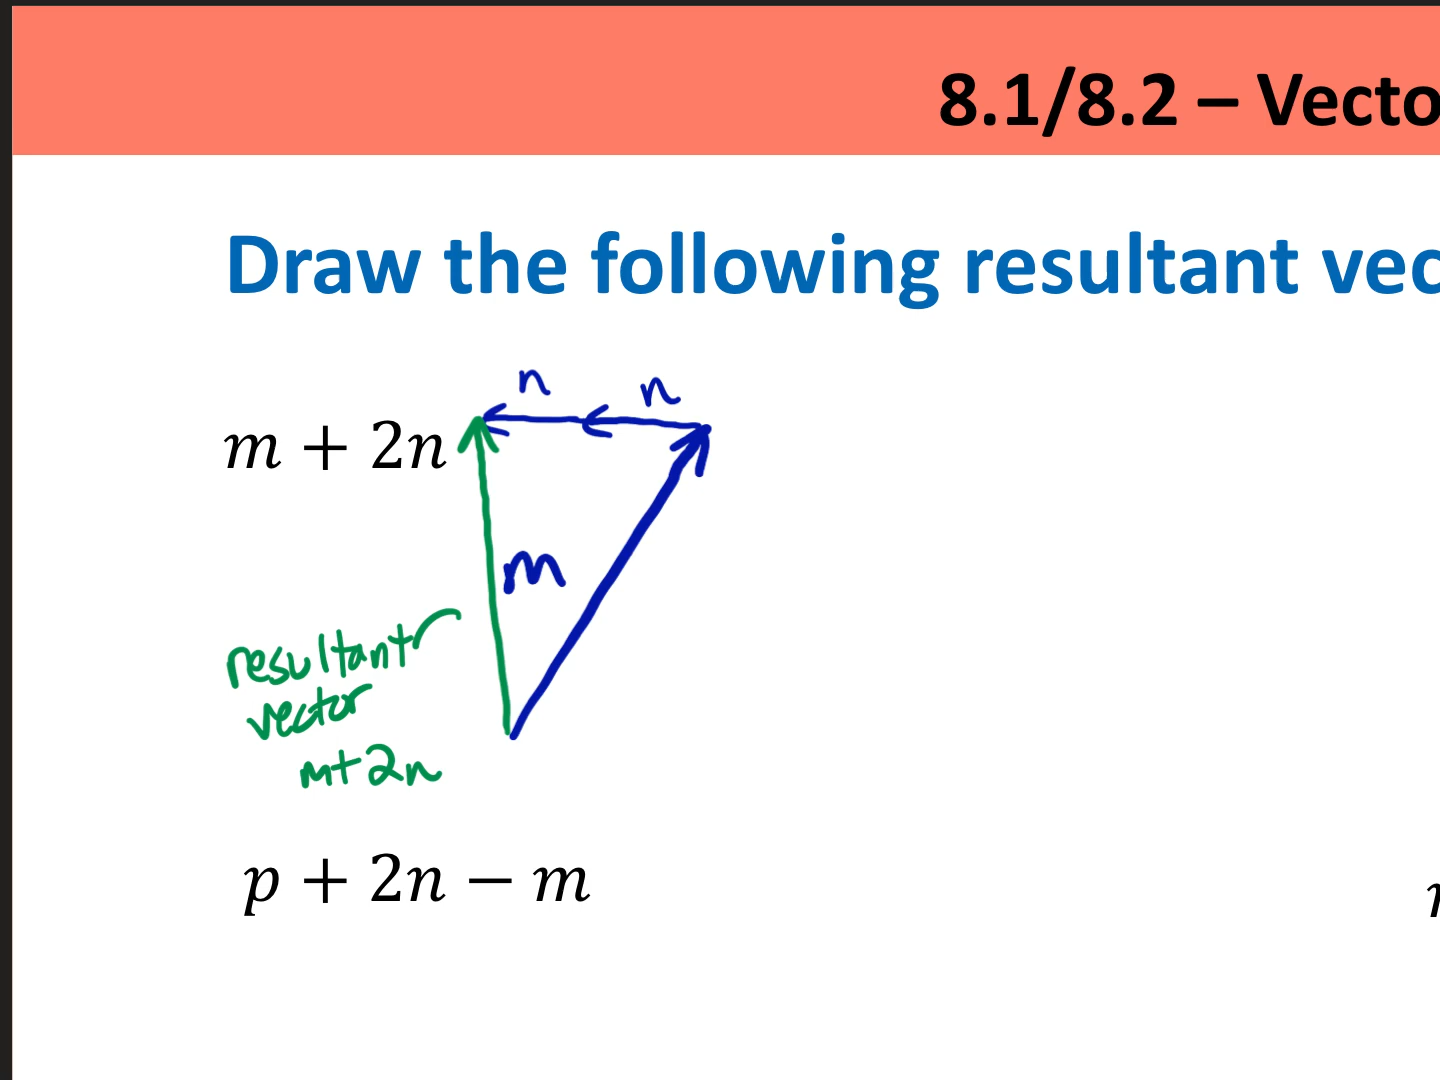 8.1/8.2 – Vecto
Draw the following resultant vec
n
n
m + 2n
m
resultant
vector
m+2n
p + 2n − m